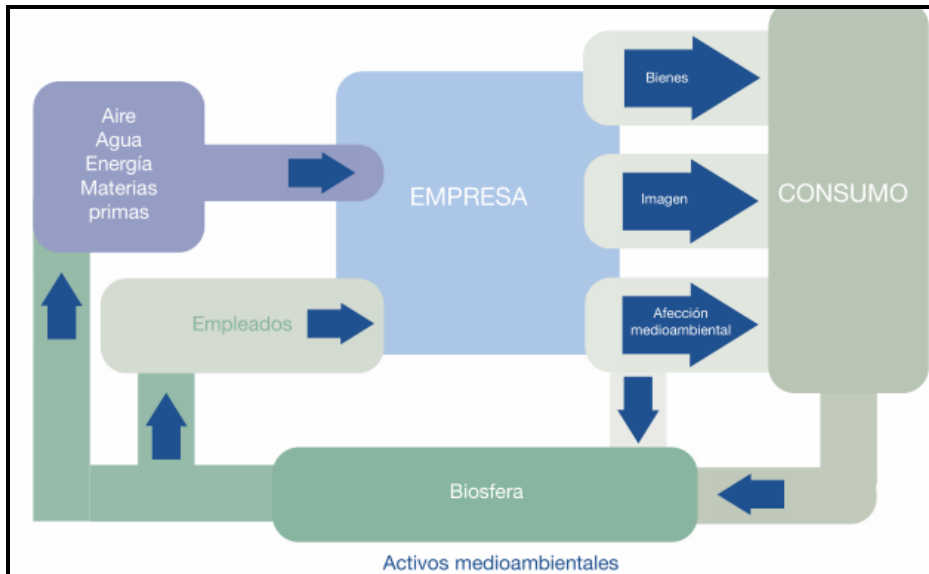 Aire
Agua
Energía
Materias
primas
EMPRESA
Empleados
Bienes
Imagen
Afección
medioambiental
CONSUMO
Biosfera
Activos medioambientales